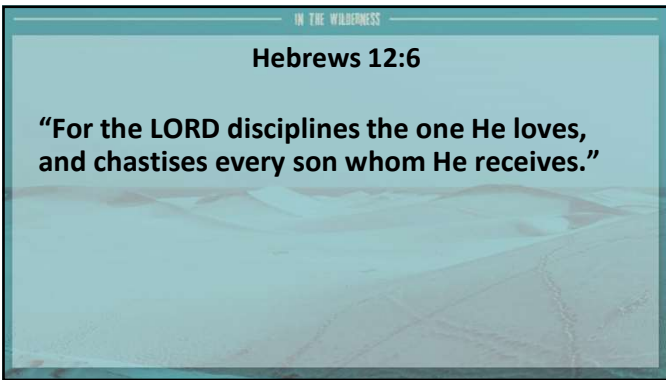 IN THE WILDERNESS
Hebrews 12:6
“For the LORD disciplines the one He loves,
and chastises every son whom He receives.”